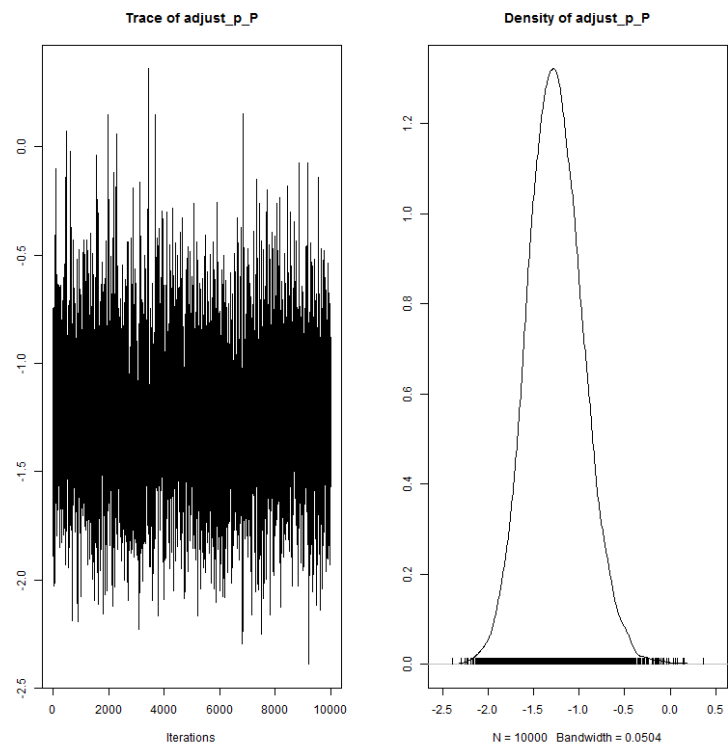 Trace of adjust_p_P
0.0
-0.5
-1.0
-1.5
-2.0
-2.5
0 2000 4000 6000 8000 10000
Iterations
Density of adjust_p_P
1.2
1.0
0.8
0.6
0.4
0.2
0.0
-2.5 -2.0 -1.5 -1.0 -0.5 0.0 0.5
N = 10000 Bandwidth = 0.0504